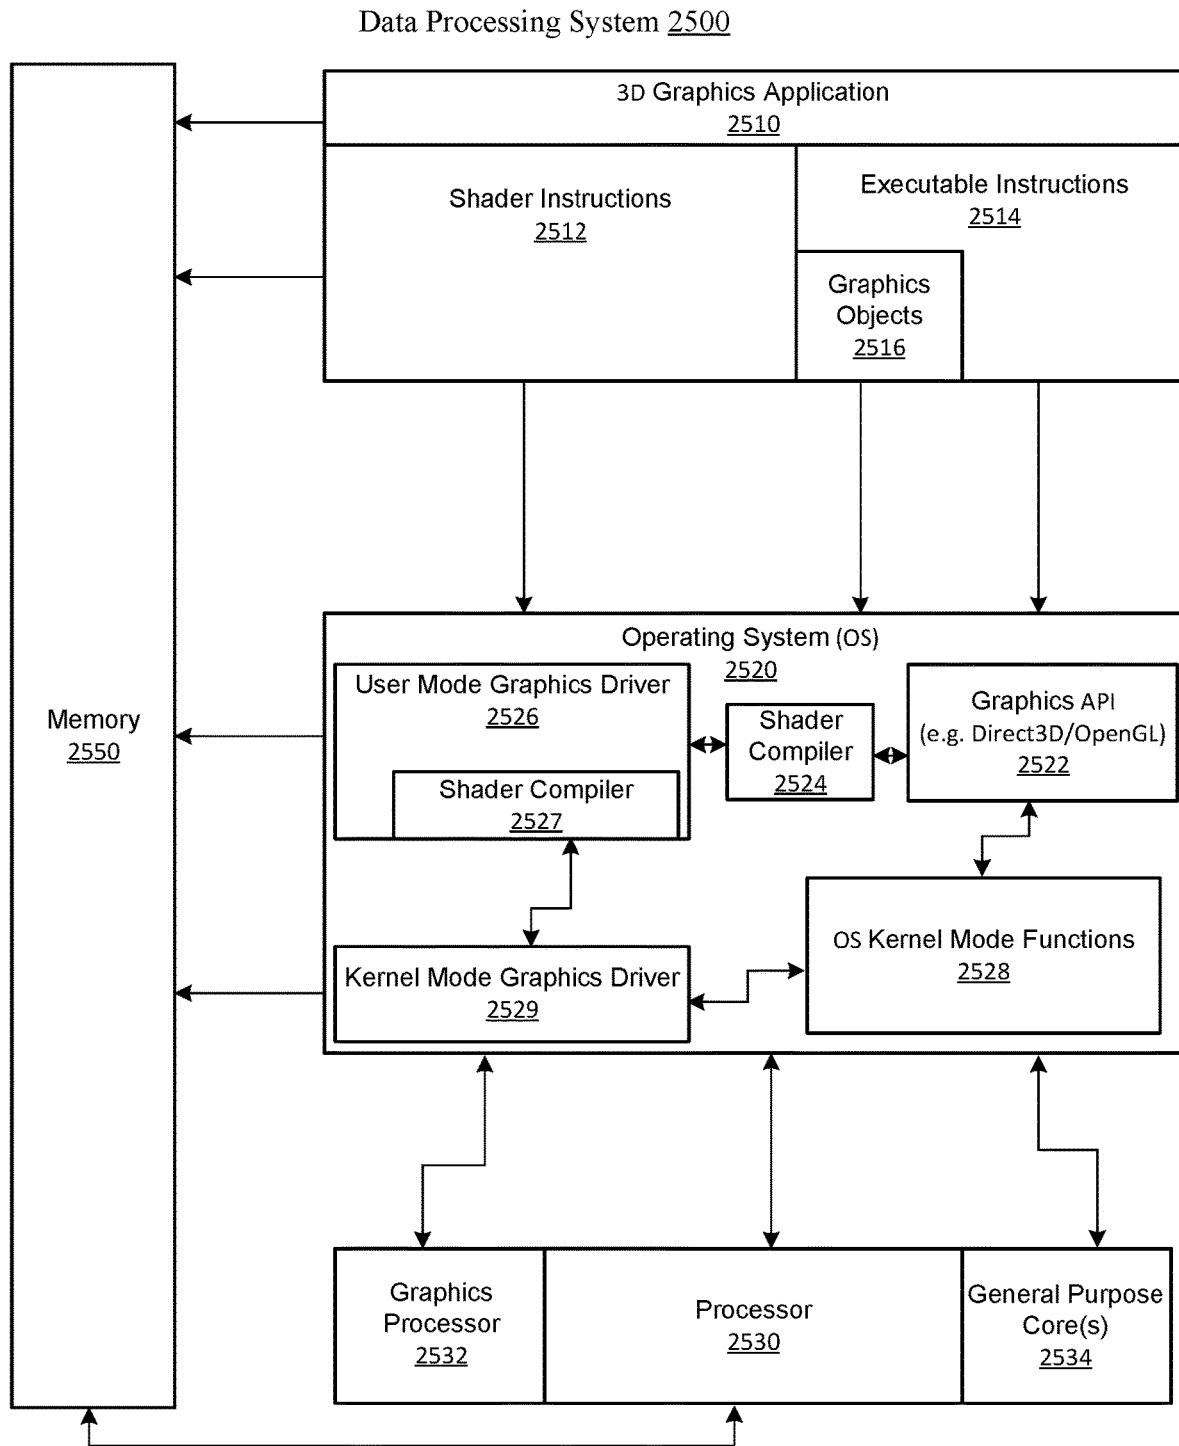 Data Processing System 2500
3D Graphics Application
2510
Shader Instructions
2512
Executable Instructions
2514
Graphics
Objects
2516
Operating System (OS)
2520
User Mode Graphics Driver
2526
Shader Compiler
2527
Shader
Compiler
2524
Graphics API
(e.g. Direct3D/OpenGL)
2522
Memory
2550
OS Kernel Mode Functions
2528
Kernel Mode Graphics Driver
2529
Graphics
Processor
2532
Processor
2530
General Purpose
Core(s)
2534